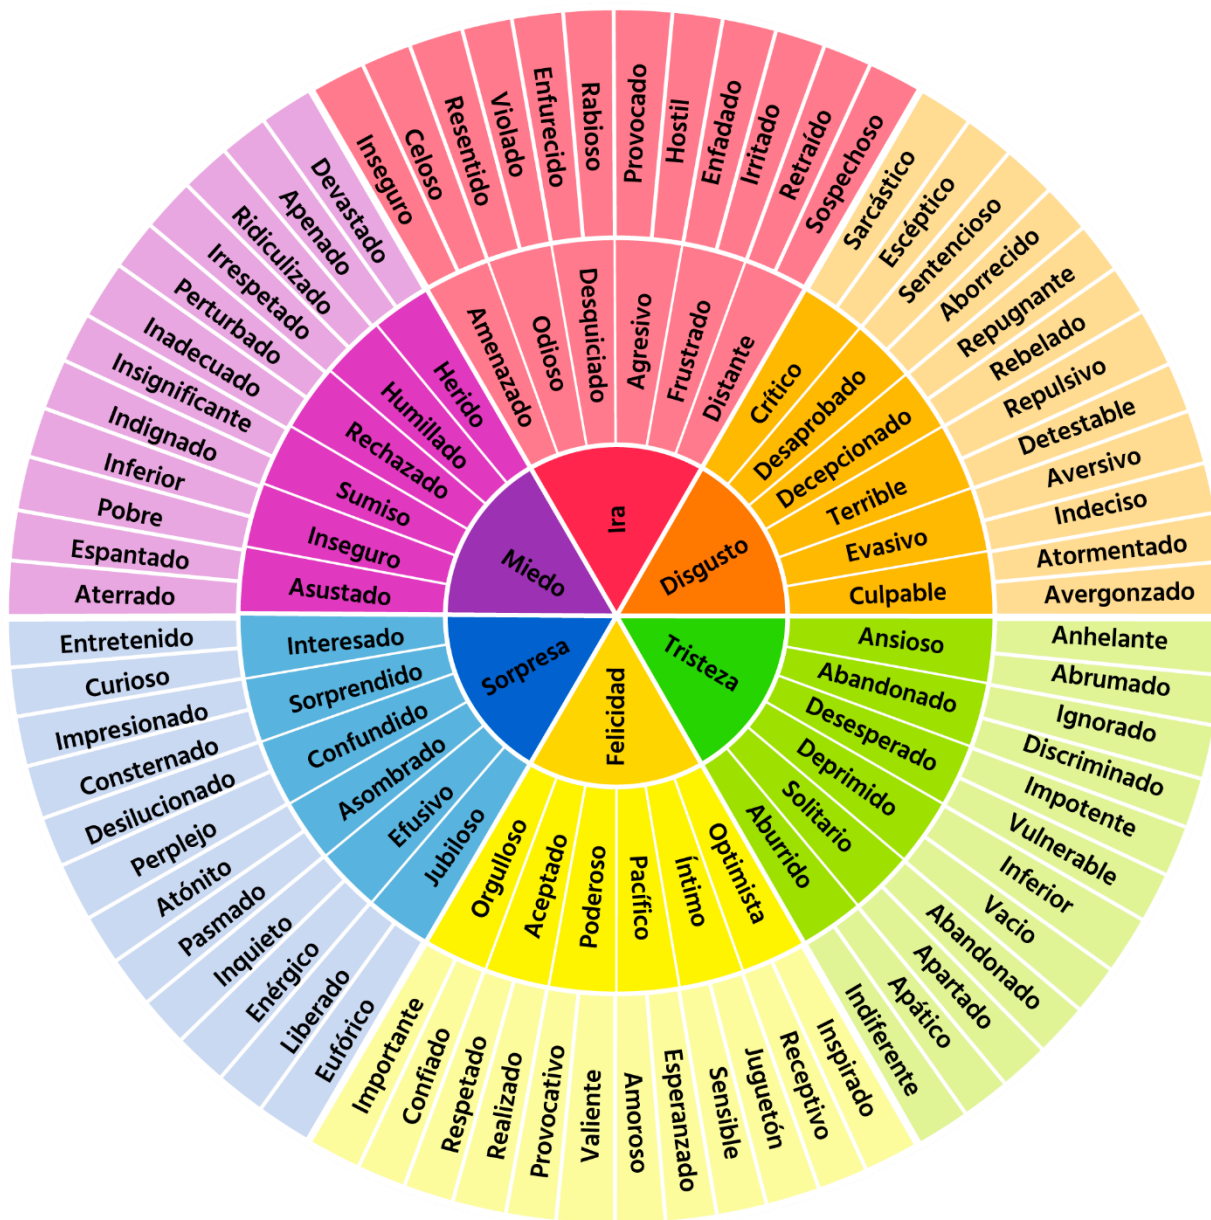 Ira
Disgusto
Tristeza
Felicidad
Sorpresa
Miedo
Amenazado
Odioso
Desquiciado
Agresivo
Frustrado
Distante
Crítico
Desaprobado
Decepcionado
Terrible
Evasivo
Culpable
Ansioso
Abandonado
Desesperado
Deprimido
Solitario
Aburrido
Optimista
Íntimo
Pacífico
Poderoso
Aceptado
Orgulloso
Jubiloso
Efusivo
Asombrado
Confundido
Sorprendido
Interesado
Asustado
Inseguro
Sumiso
Rechazado
Humillado
Herido
Inseguro
Celoso
Resentido
Violado
Enfurecido
Rabioso
Provocado
Hostil
Enfadado
Irritado
Retraído
Sospechoso
Sarcástico
Escéptico
Sentencioso
Aborrecido
Repugnante
Rebelado
Repulsivo
Detestable
Aversivo
Indeciso
Atormentado
Avergonzado
Anhelante
Abrumado
Ignorado
Discriminado
Impotente
Vulnerable
Inferior
Vacio
Abandonado
Apartado
Apático
Indiferente
Inspirado
Receptivo
Juguetón
Sensible
Esperanzado
Amoroso
Valiente
Provocativo
Realizado
Respetado
Confiado
Importante
Eufórico
Liberado
Enérgico
Inquieto
Pasmado
Atónito
Perplejo
Desilucionado
Consternado
Impresionado
Curioso
Entretenido
Aterrado
Espantado
Pobre
Inferior
Indignado
Insignificante
Inadecuado
Perturbado
Irrespetado
Ridiculizado
Apenado
Devastado